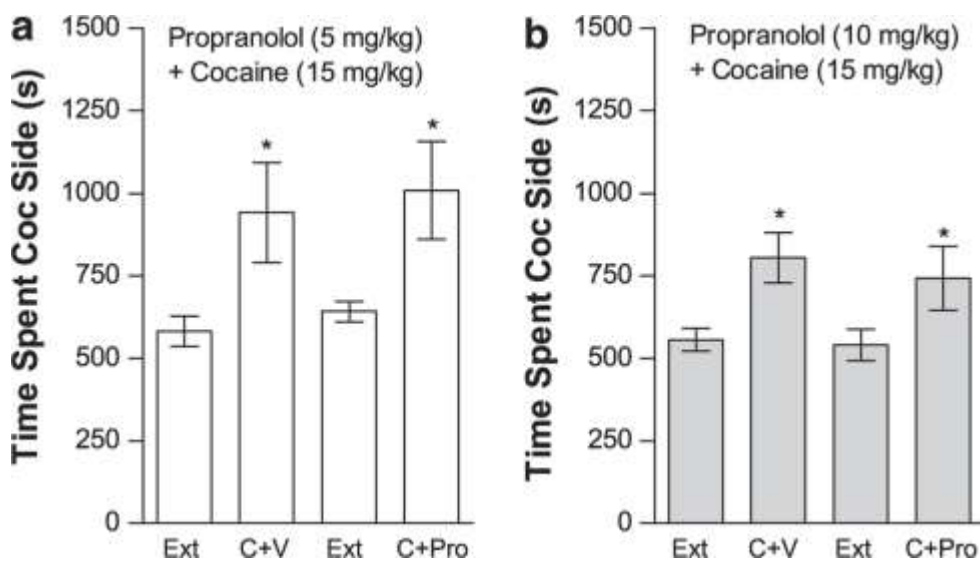 a
Propranolol (5 mg/kg)
+ Cocaine (15 mg/kg)
Time Spent Coc Side (s)
1500
1250
1000
750
500
250
0
*
*
Ext C+V Ext C+Pro
b
Propranolol (10 mg/kg)
+ Cocaine (15 mg/kg)
Time Spent Coc Side (s)
1500
1250
1000
750
500
250
0
*
*
Ext C+V Ext C+Pro